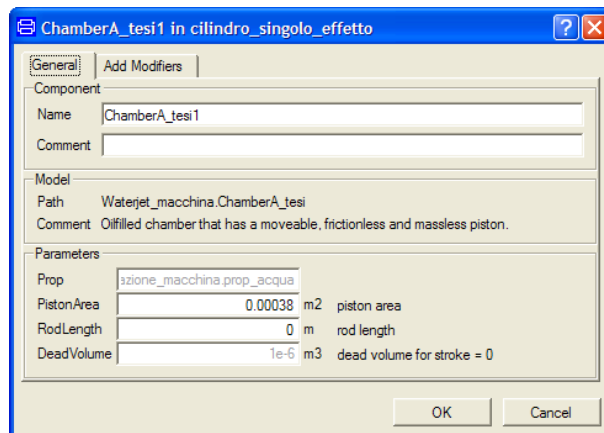 ChamberA_tesi1 in cilindro_singolo_effetto
General Add Modifiers
Component
Name ChamberA_tesi1
Comment
Model
Path Waterjet_macchina.ChamberA_tesi
Comment Oilfilled chamber that has a moveable, frictionless and massless piston.
Parameters
Prop azione_macchina.prop_acqua
PistonArea 0.00038 m2 piston area
RodLength 0 m rod length
DeadVolume 1e-6 m3 dead volume for stroke = 0
OK Cancel